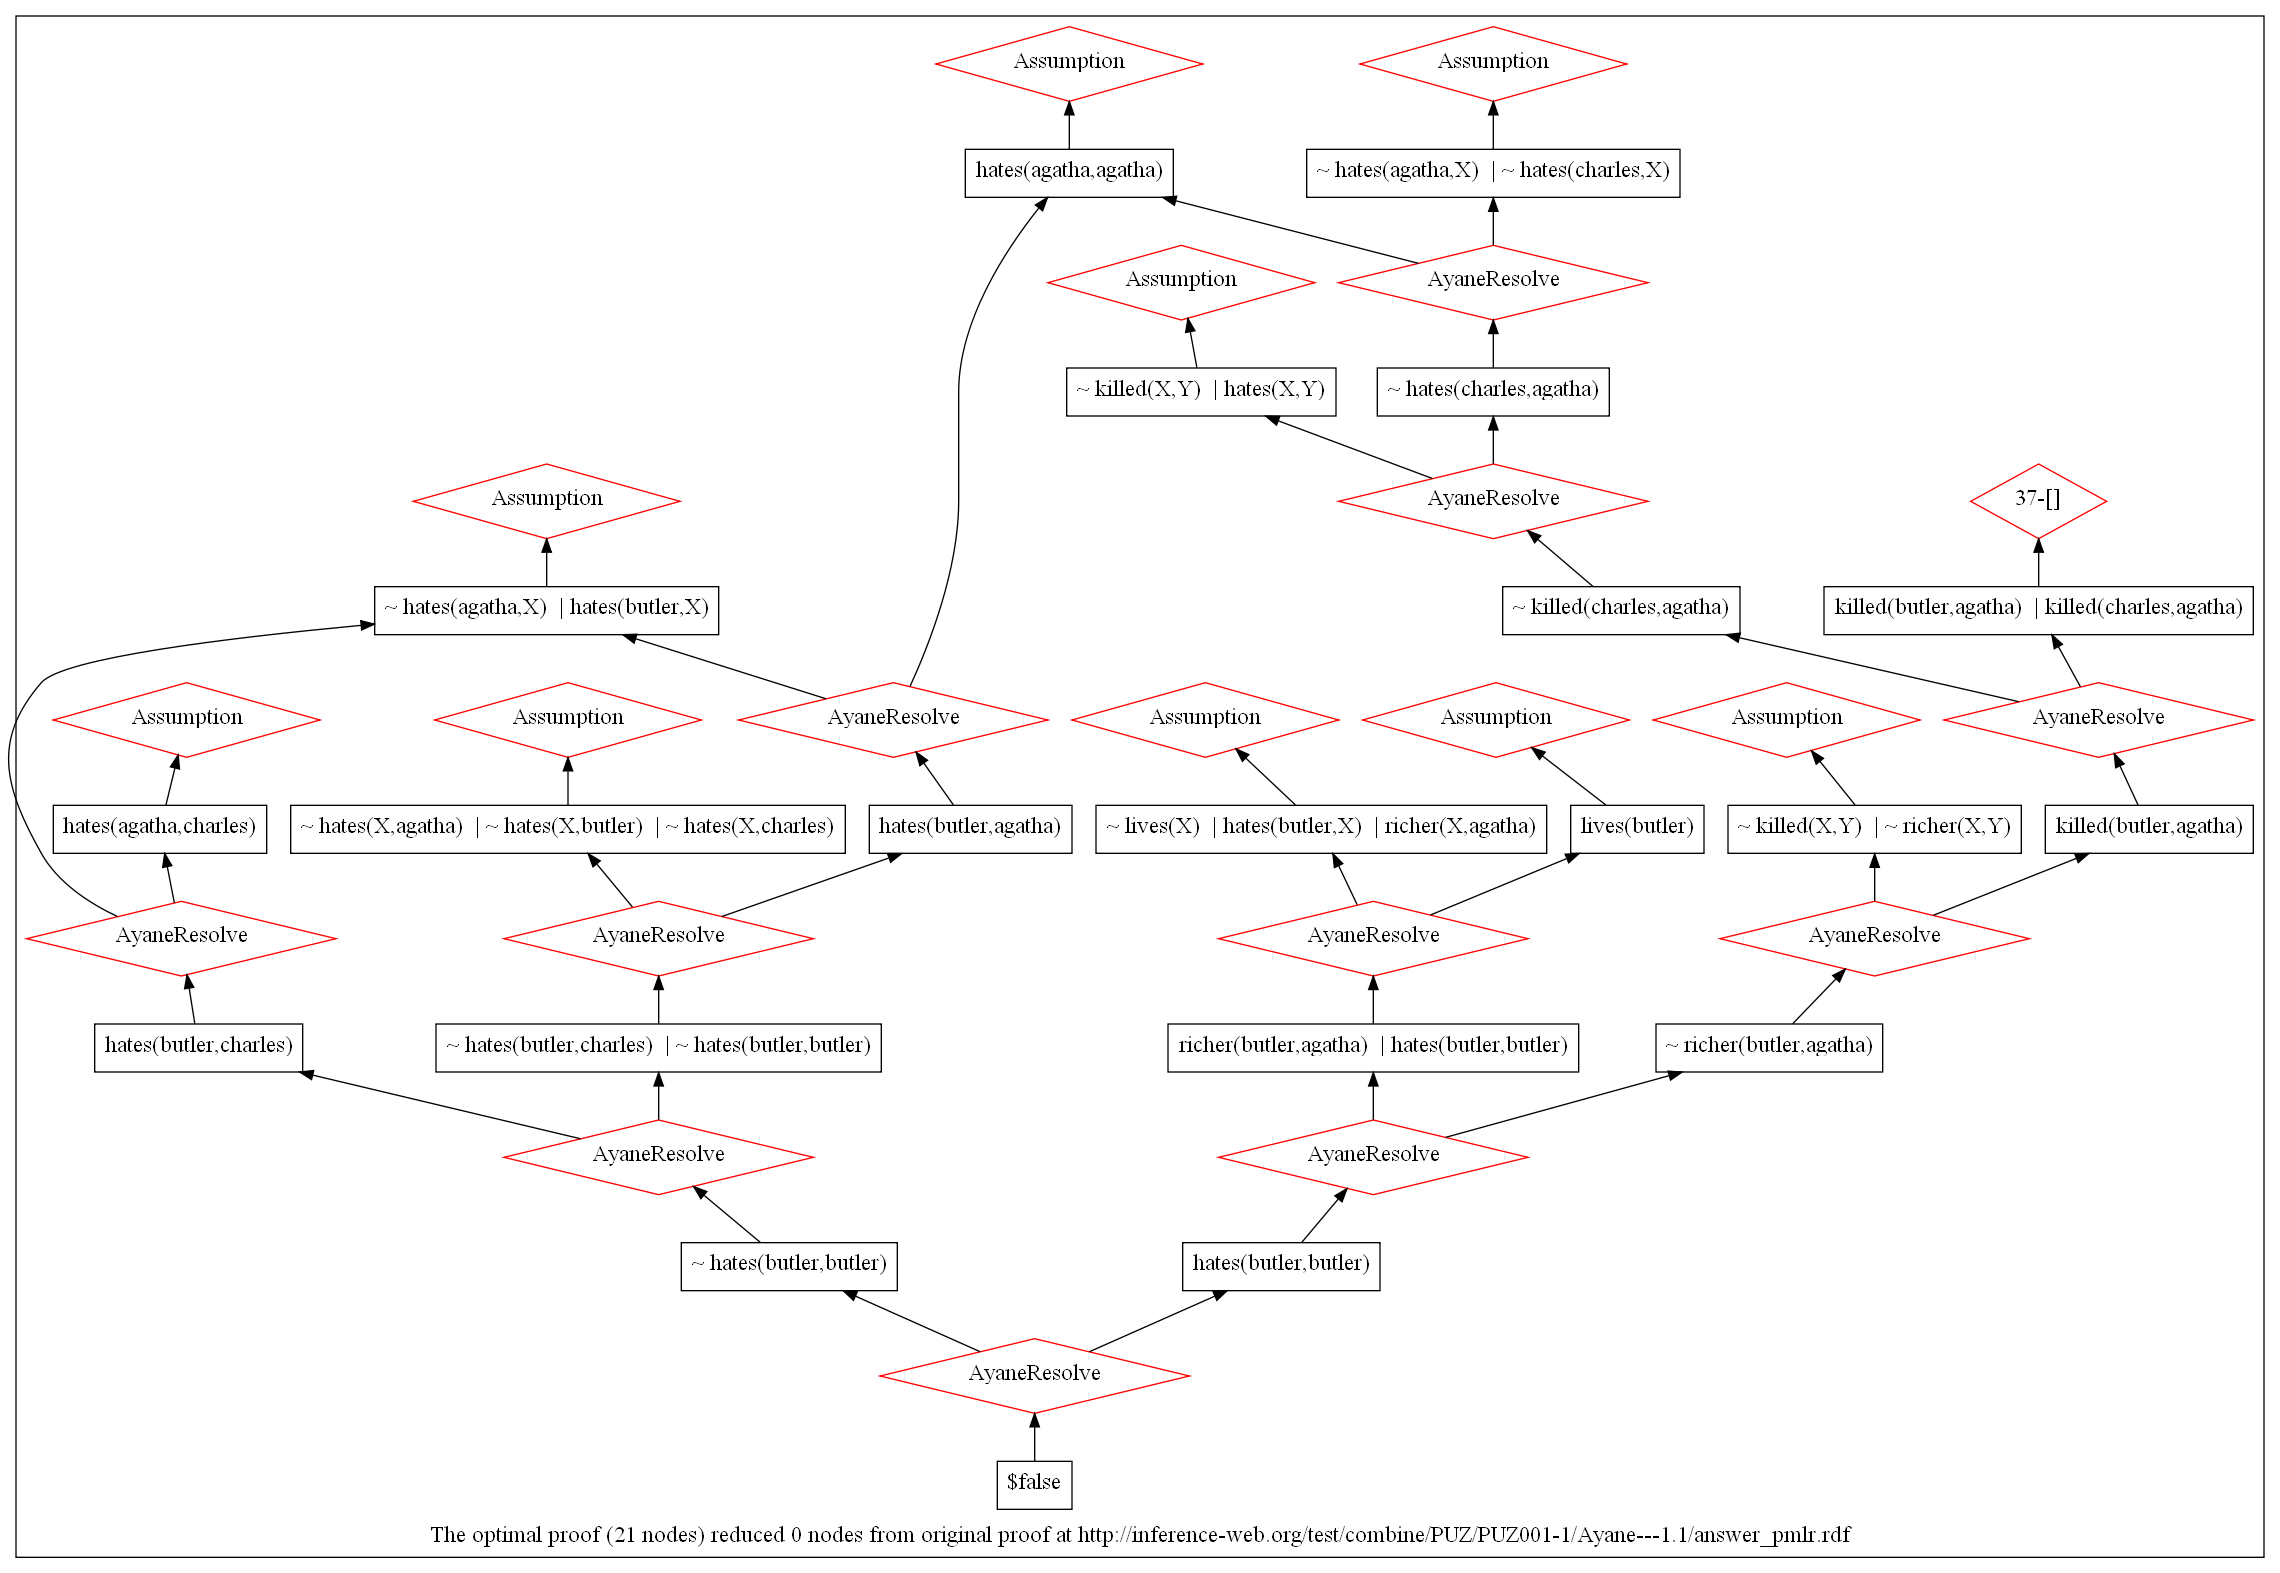 Assumption
Assumption
hates(agatha,agatha)
~ hates(agatha,X) | ~ hates(charles,X)
Assumption
AyaneResolve
~ killed(X,Y) | hates(X,Y)
~ hates(charles,agatha)
Assumption
AyaneResolve
37-[]
~ hates(agatha,X) | hates(butler,X)
~ killed(charles,agatha)
killed(butler,agatha) | killed(charles,agatha)
Assumption
Assumption
AyaneResolve
Assumption
Assumption
Assumption
AyaneResolve
hates(agatha,charles)
~ hates(X,agatha) | ~ hates(X,butler) | ~ hates(X,charles)
hates(butler,agatha)
~ lives(X) | hates(butler,X) | richer(X,agatha)
lives(butler)
~ killed(X,Y) | ~ richer(X,Y)
killed(butler,agatha)
AyaneResolve
AyaneResolve
AyaneResolve
AyaneResolve
hates(butler,charles)
~ hates(butler,charles) | ~ hates(butler,butler)
richer(butler,agatha) | hates(butler,butler)
~ richer(butler,agatha)
AyaneResolve
AyaneResolve
~ hates(butler,butler)
hates(butler,butler)
AyaneResolve
$false
The optimal proof (21 nodes) reduced 0 nodes from original proof at http://inference-web.org/test/combine/PUZ/PUZ001-1/Ayane---1.1/answer_pmlr.rdf